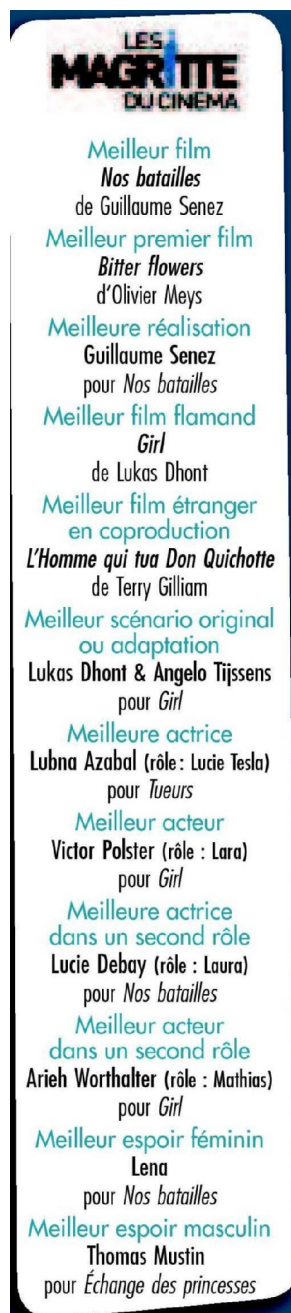 LES
MAGRITTE
DU CINEMA
Meilleur film
Nos batailles
de Guillaume Senez
Meilleur premier film
Bitter flowers
d'Olivier Meys
Meilleure réalisation
Guillaume Senez
pour Nos batailles
Meilleur film flamand
Girl
de Lukas Dhont
Meilleur film étranger
en coproduction
L'Homme qui tua Don Quichotte
de Terry Gilliam
Meilleur scénario original
ou adaptation
Lukas Dhont & Angelo Tijssens
pour Girl
Meilleure actrice
Lubna Azabal (rôle : Lucie Tesla)
pour Tueurs
Meilleur acteur
Victor Polster (rôle : Lara)
pour Girl
Meilleure actrice
dans un second rôle
Lucie Debay (rôle : Laura)
pour Nos batailles
Meilleur acteur
dans un second rôle
Arieh Worthalter (rôle : Mathias)
pour Girl
Meilleur espoir féminin
Lena
pour Nos batailles
Meilleur espoir masculin
Thomas Mustin
pour Échange des princesses